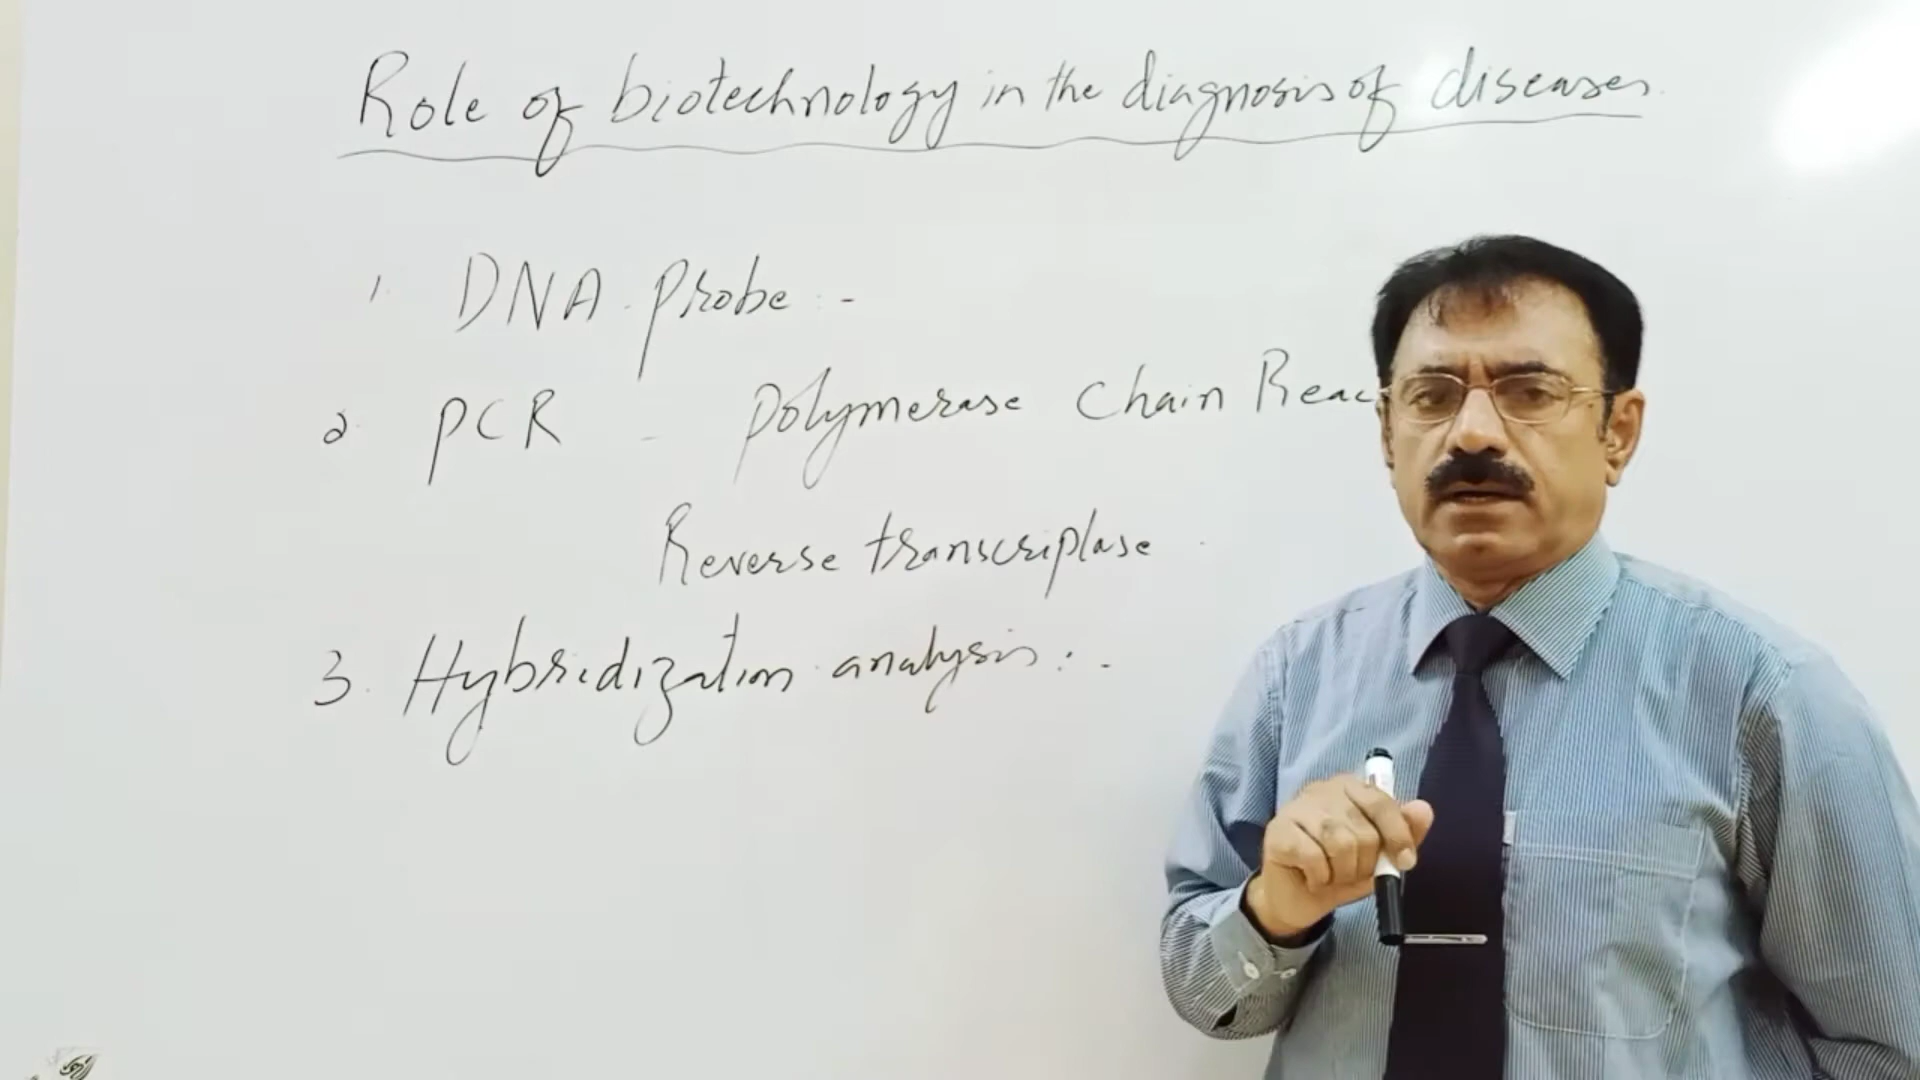 Role of biotechnology in the diagnosis of diseases.
1. DNA probe :-
2. PCR - Polymerase Chain Reac
Reverse transcriptase
3. Hybridization analysis :-